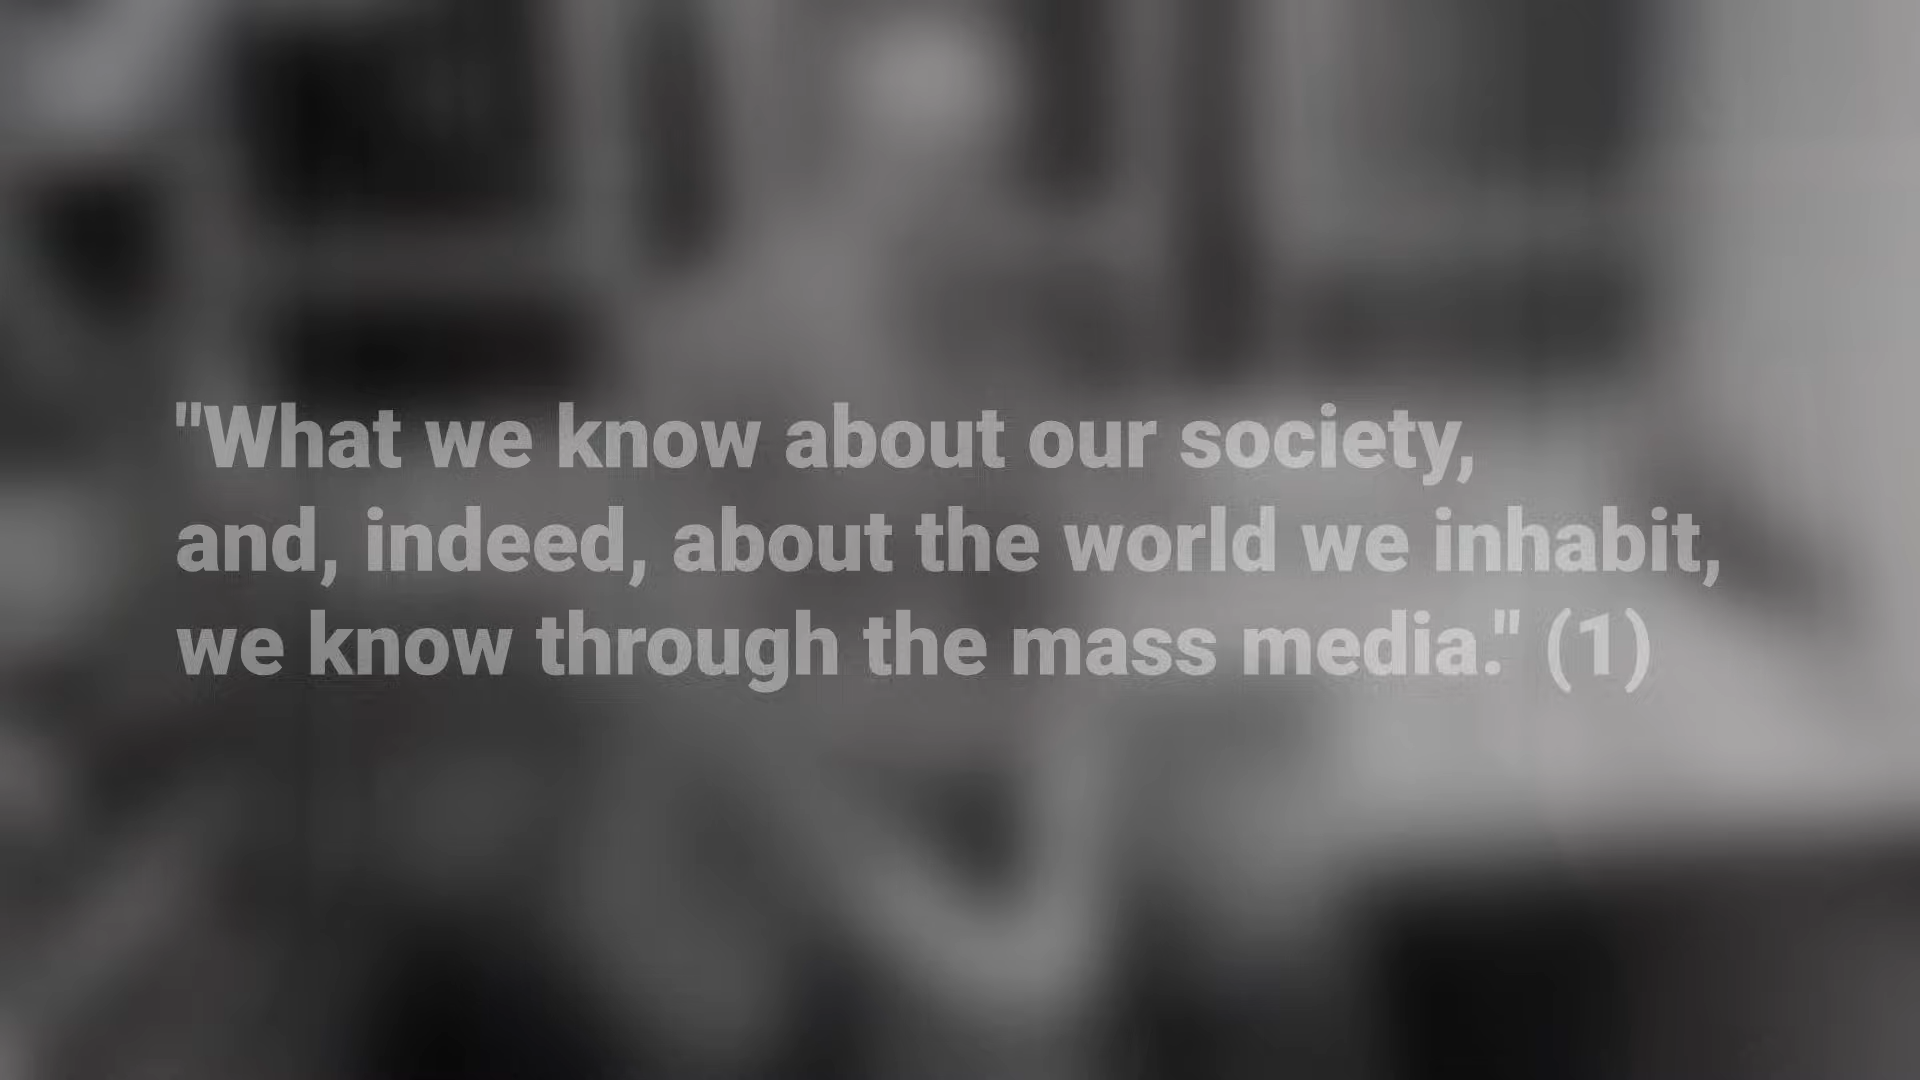 "What we know about our society,
and, indeed, about the world we inhabit,
we know through the mass media." (1)